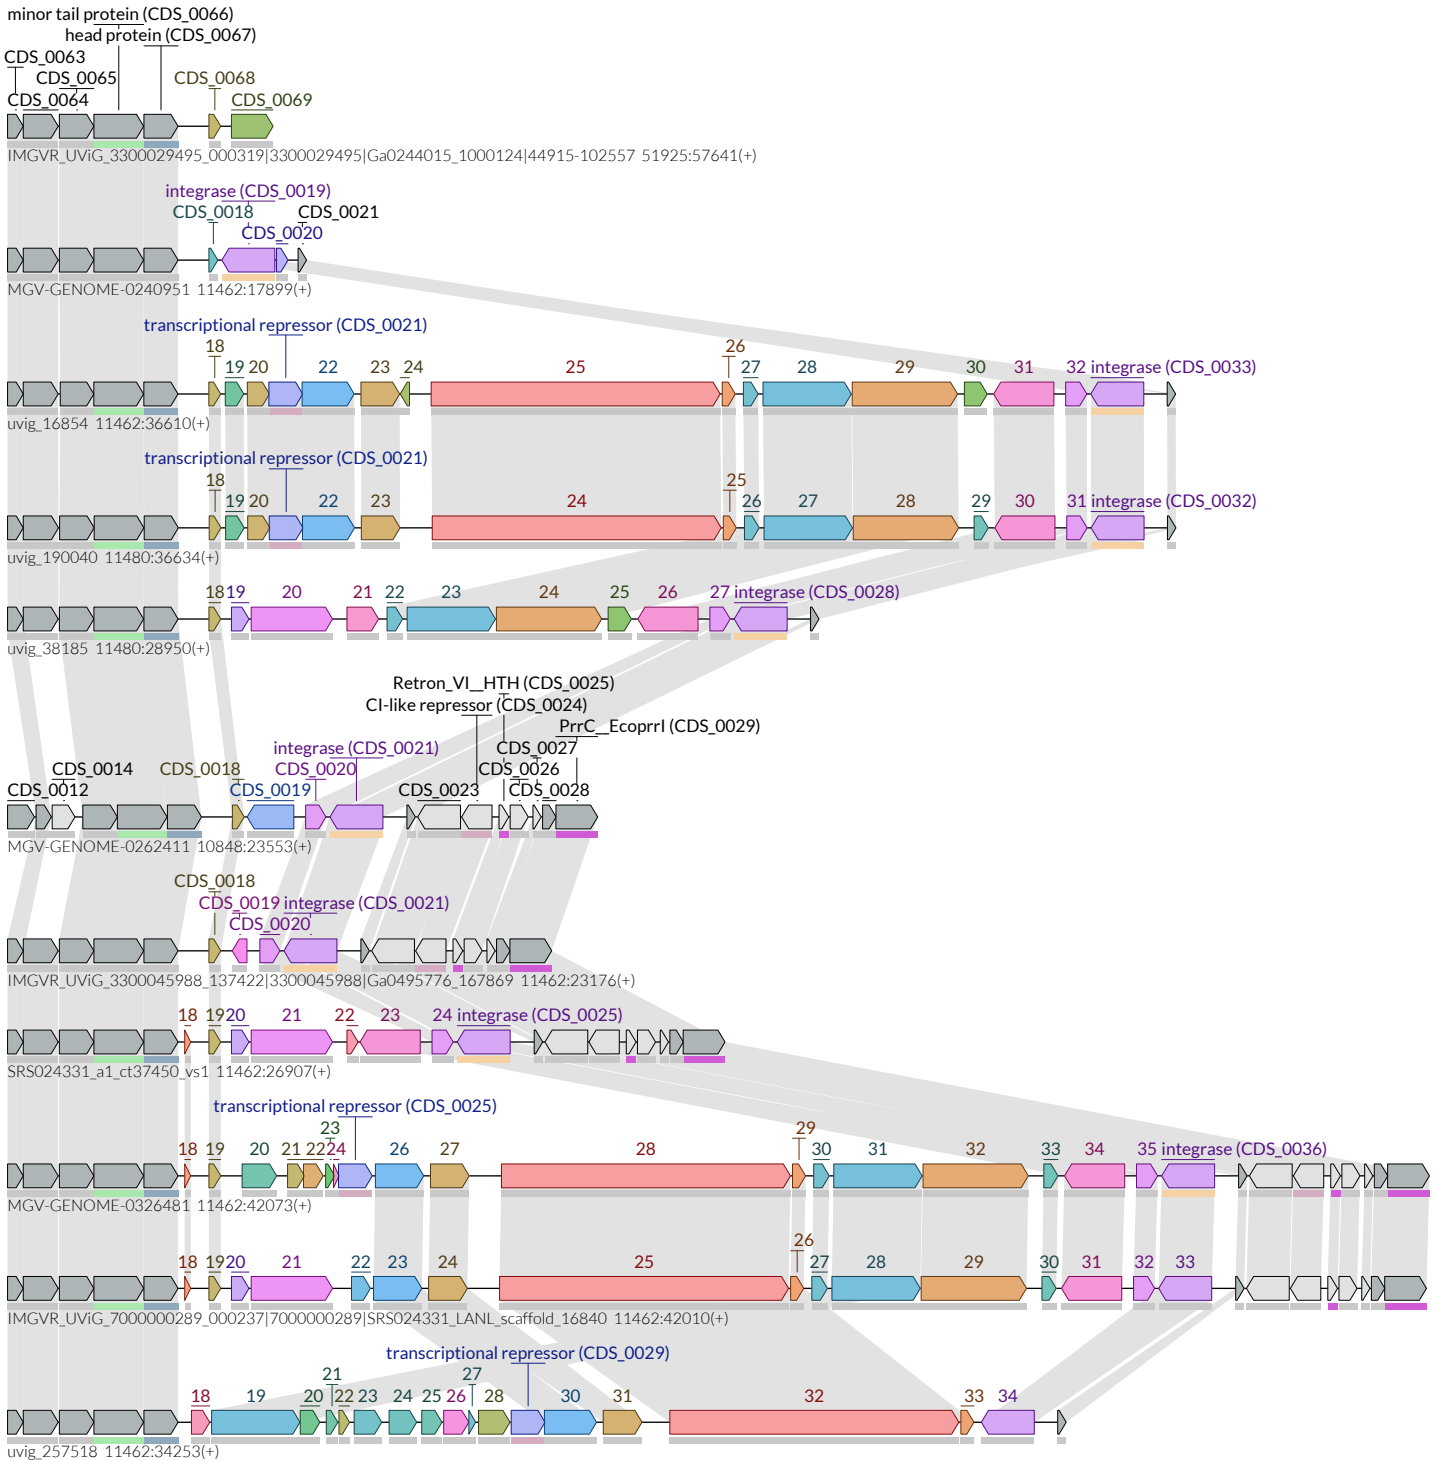 minor tail protein (CDS_0066)
head protein (CDS_0067)
CDS_0063
CDS_0065 CDS_0068
CDS_0064 CDS_0069
IMGVR_UViG_3300029495_000319|3300029495|Ga0244015_1000124|44915-102557 51925:57641(+)
integrase (CDS_0019)
CDS_0018 CDS_0021
CDS_0020
MGV-GENOME-0240951 11462:17899(+)
transcriptional repressor (CDS_0021)
18 26
19 20 22 23 24 25 27 28 29 30 31 32 integrase (CDS_0033)
uvig_16854 11462:36610(+)
transcriptional repressor (CDS_0021)
18 25
19 20 22 23 24 26 27 28 29 30 31 integrase (CDS_0032)
uvig_190040 11480:36634(+)
18 19 20 21 22 23 24 25 26 27 integrase (CDS_0028)
uvig_38185 11480:28950(+)
Retron_VI__HTH (CDS_0025)
CI-like repressor (CDS_0024)
PrrC__EcoprrI (CDS_0029)
integrase (CDS_0021) CDS_0027
CDS_0014 CDS_0018 CDS_0020 CDS_0026
CDS_0012 CDS_0019 CDS_0023 CDS_0028
MGV-GENOME-0262411 10848:23553(+)
CDS_0018
CDS_0019 integrase (CDS_0021)
CDS_0020
IMGVR_UViG_3300045988_137422|3300045988|Ga0495776_167869 11462:23176(+)
18 19 20 21 22 23 24 integrase (CDS_0025)
SRS024331_a1_ct37450_vs1 11462:26907(+)
transcriptional repressor (CDS_0025)
23 29
18 19 20 21 22 24 26 27 28 30 31 32 33 34 35 integrase (CDS_0036)
MGV-GENOME-0326481 11462:42073(+)
26
18 19 20 21 22 23 24 25 27 28 29 30 31 32 33
IMGVR_UViG_7000000289_000237|7000000289|SRS024331_LANL_scaffold_16840 11462:42010(+)
transcriptional repressor (CDS_0029)
21 27
18 19 20 22 23 24 25 26 28 30 31 32 33 34
uvig_257518 11462:34253(+)